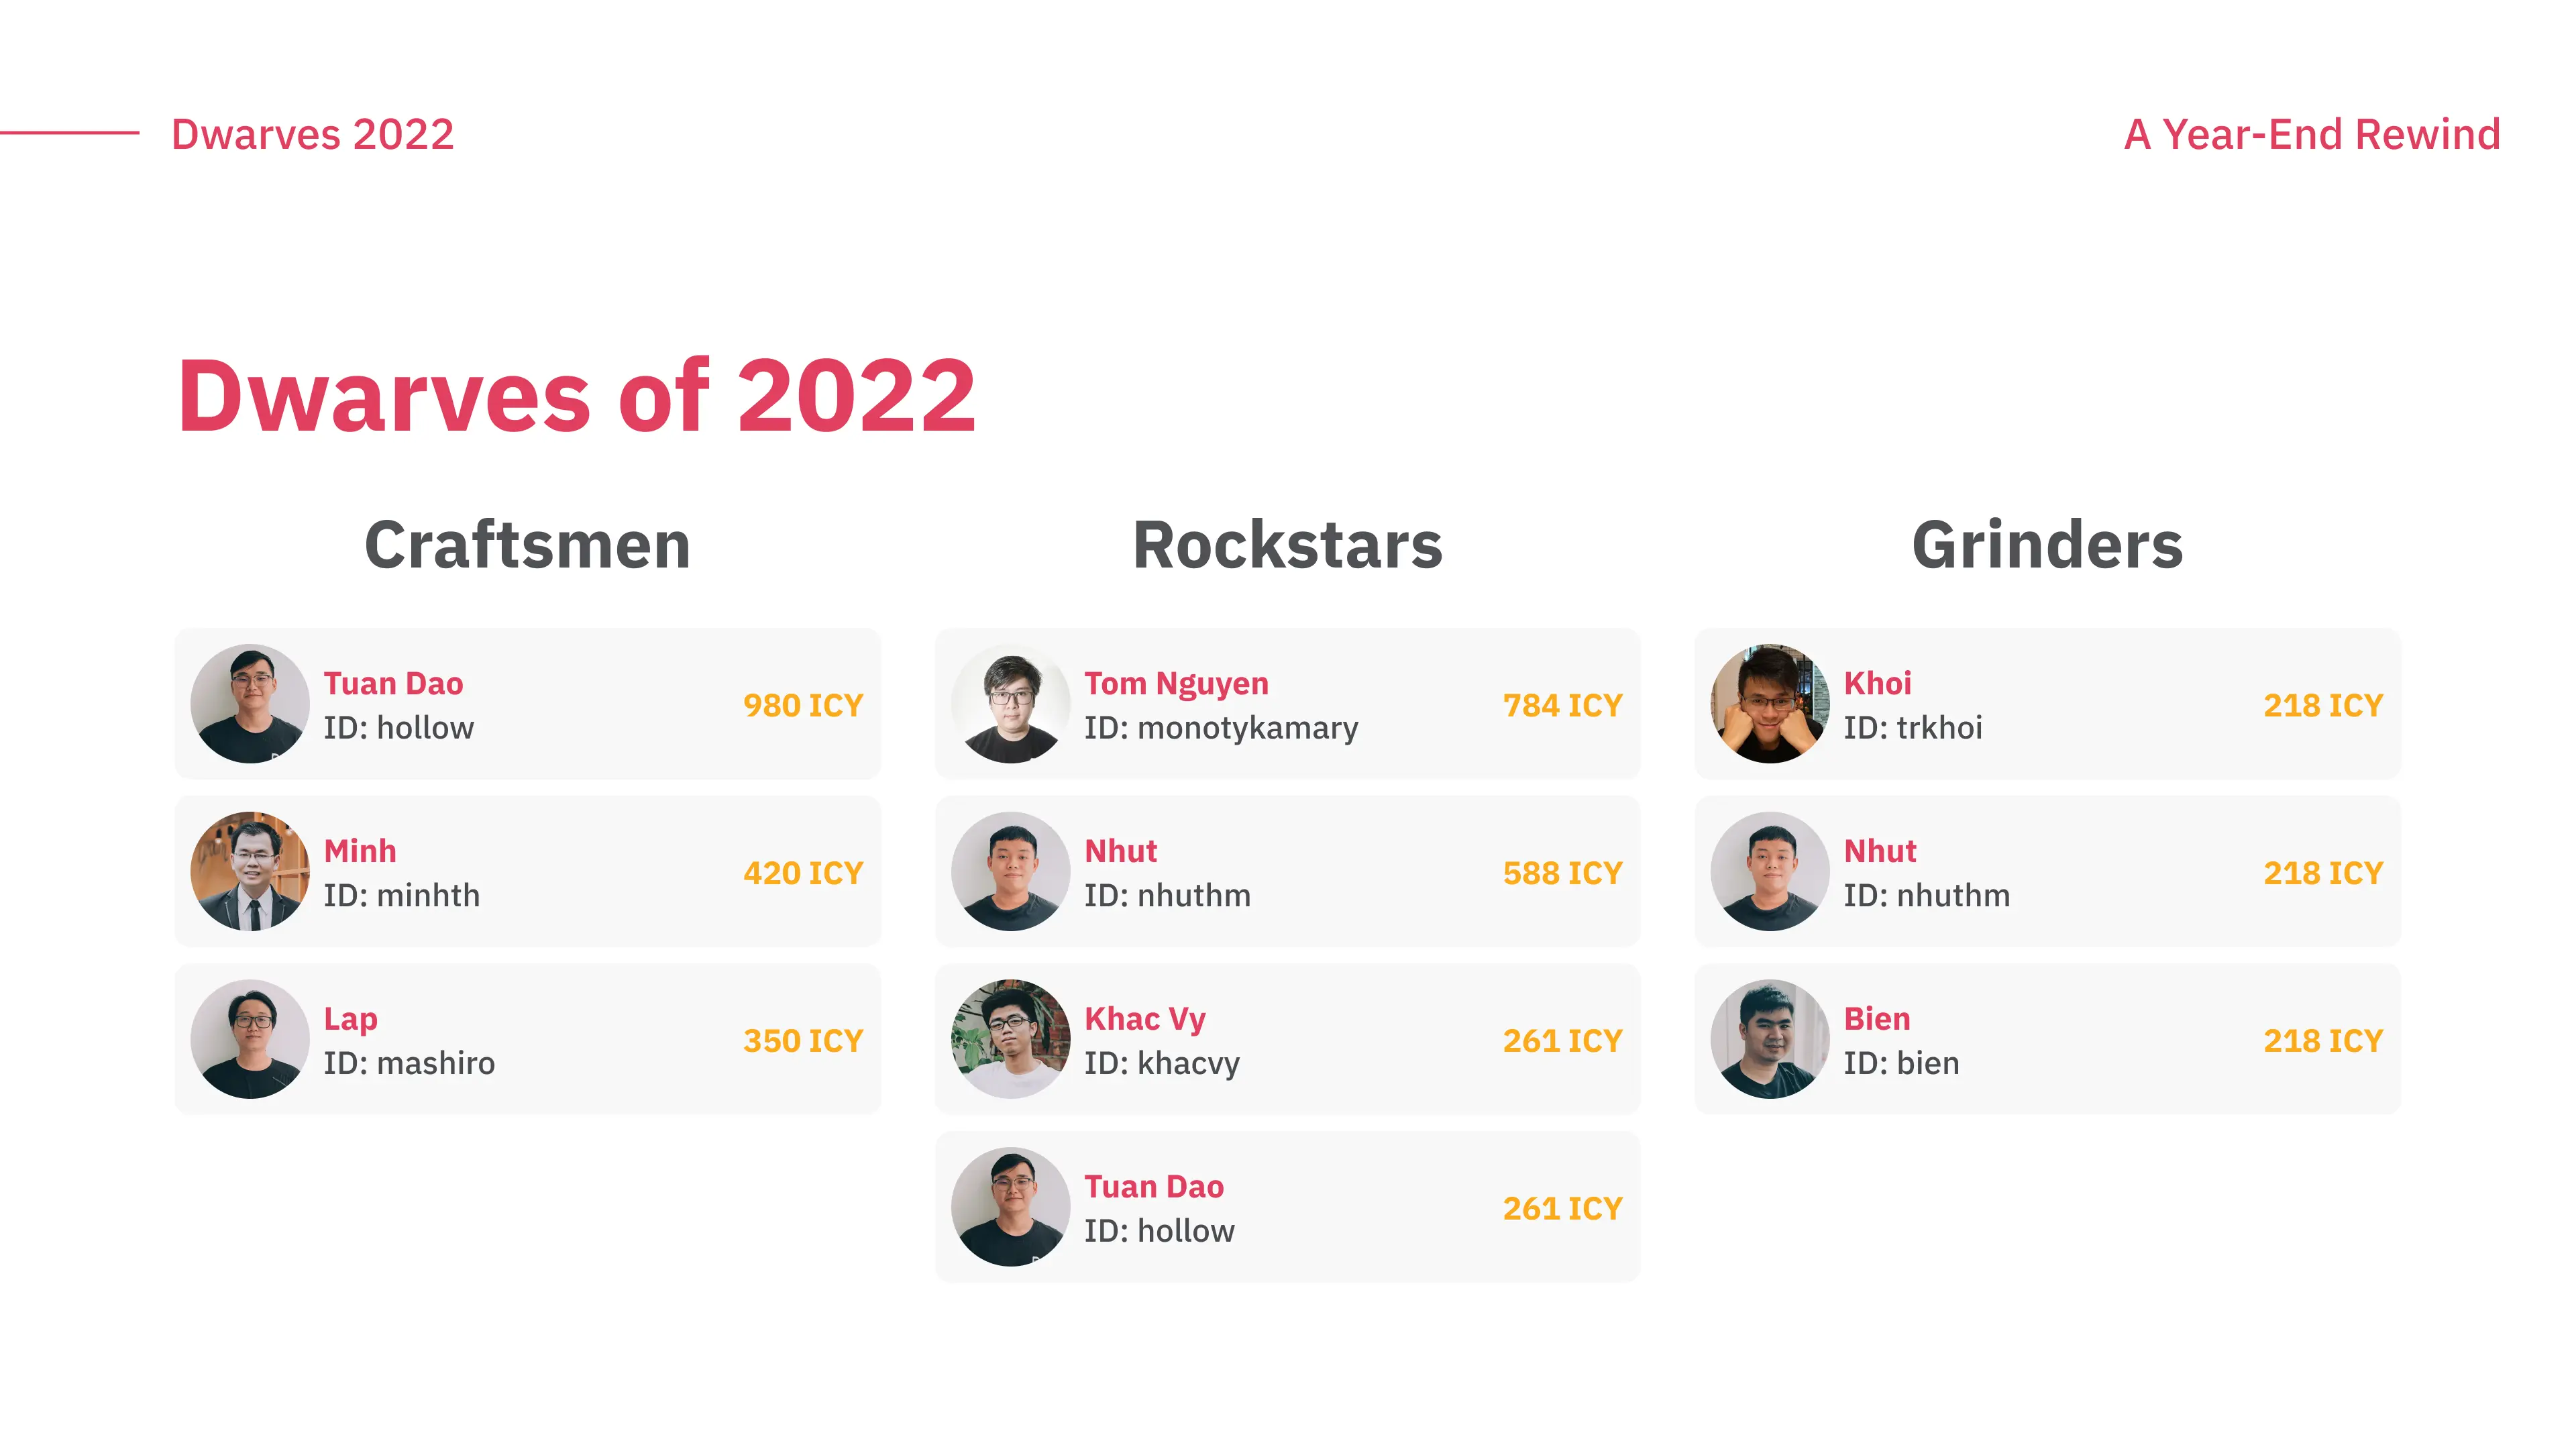 Dwarves 2022
A Year-End Rewind
Dwarves of 2022
Craftsmen
Tuan Dao
ID: hollow
980 ICY
Minh
ID: minhth
420 ICY
Lap
ID: mashiro
350 ICY
Rockstars
Tom Nguyen
ID: monotykamary
784 ICY
Nhut
ID: nhuthm
588 ICY
Khac Vy
ID: khacvy
261 ICY
Tuan Dao
ID: hollow
261 ICY
Grinders
Khoi
ID: trkhoi
218 ICY
Nhut
ID: nhuthm
218 ICY
Bien
ID: bien
218 ICY